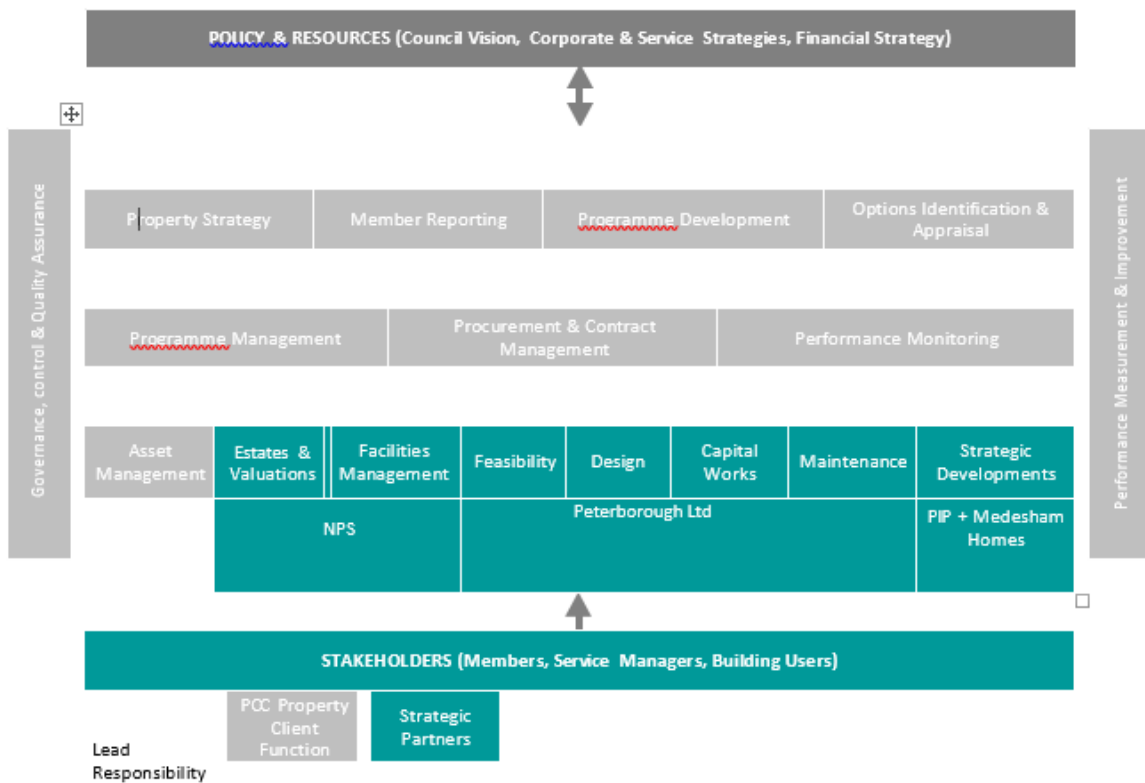 POLICY & RESOURCES (Council Vision, Corporate & Service Strategies, Financial Strategy)
Governance, control & Quality Assurance
Performance Measurement & Improvement
Property Strategy
Member Reporting
Programme Development
Options Identification &
Appraisal
Programme Management
Procurement & Contract
Management
Performance Monitoring
Asset
Management
Estates &
Valuations
Facilities
Management
Feasibility
Design
Capital
Works
Maintenance
Strategic
Developments
NPS
Peterborough Ltd
PIP + Medesham
Homes
STAKEHOLDERS (Members, Service Managers, Building Users)
Lead
Responsibility
PCC Property
Client
Function
Strategic
Partners